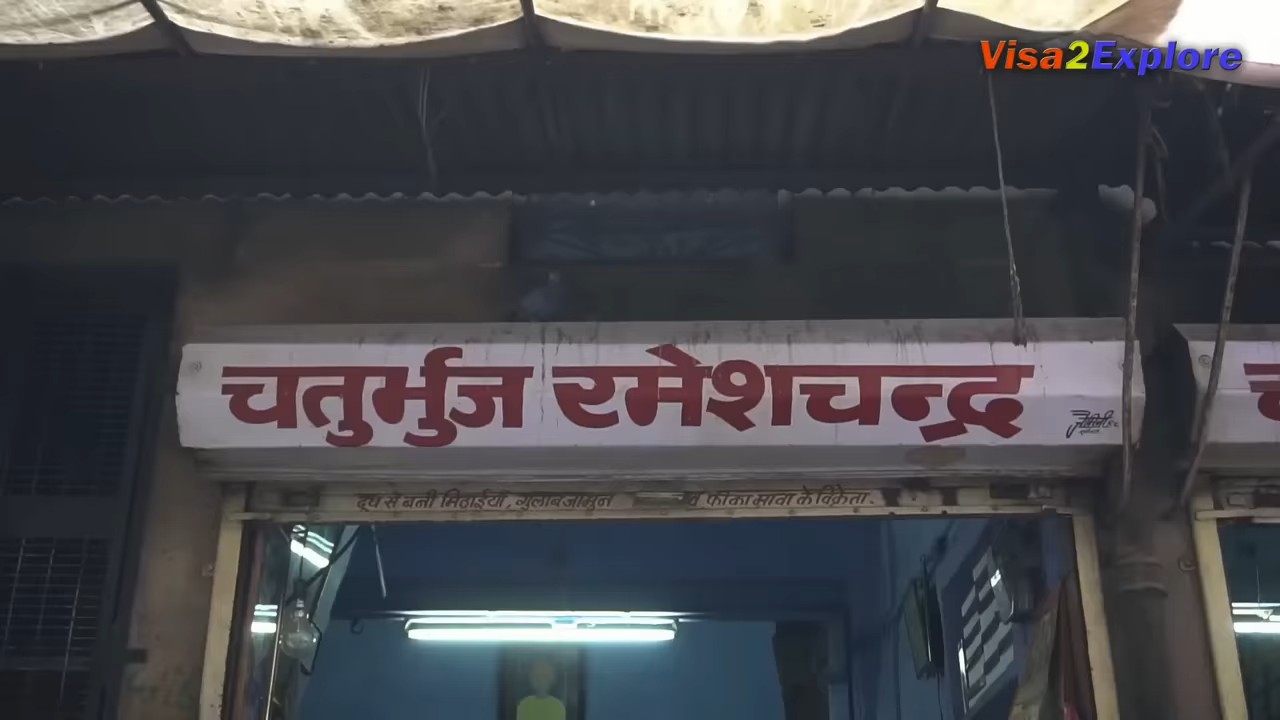 Visa2Explore
चतुर्भुज रमेशचन्द्र
दूध से बनी मिठाईयाँ, गुलाबजामुन व फीका मावा के विक्रेता.